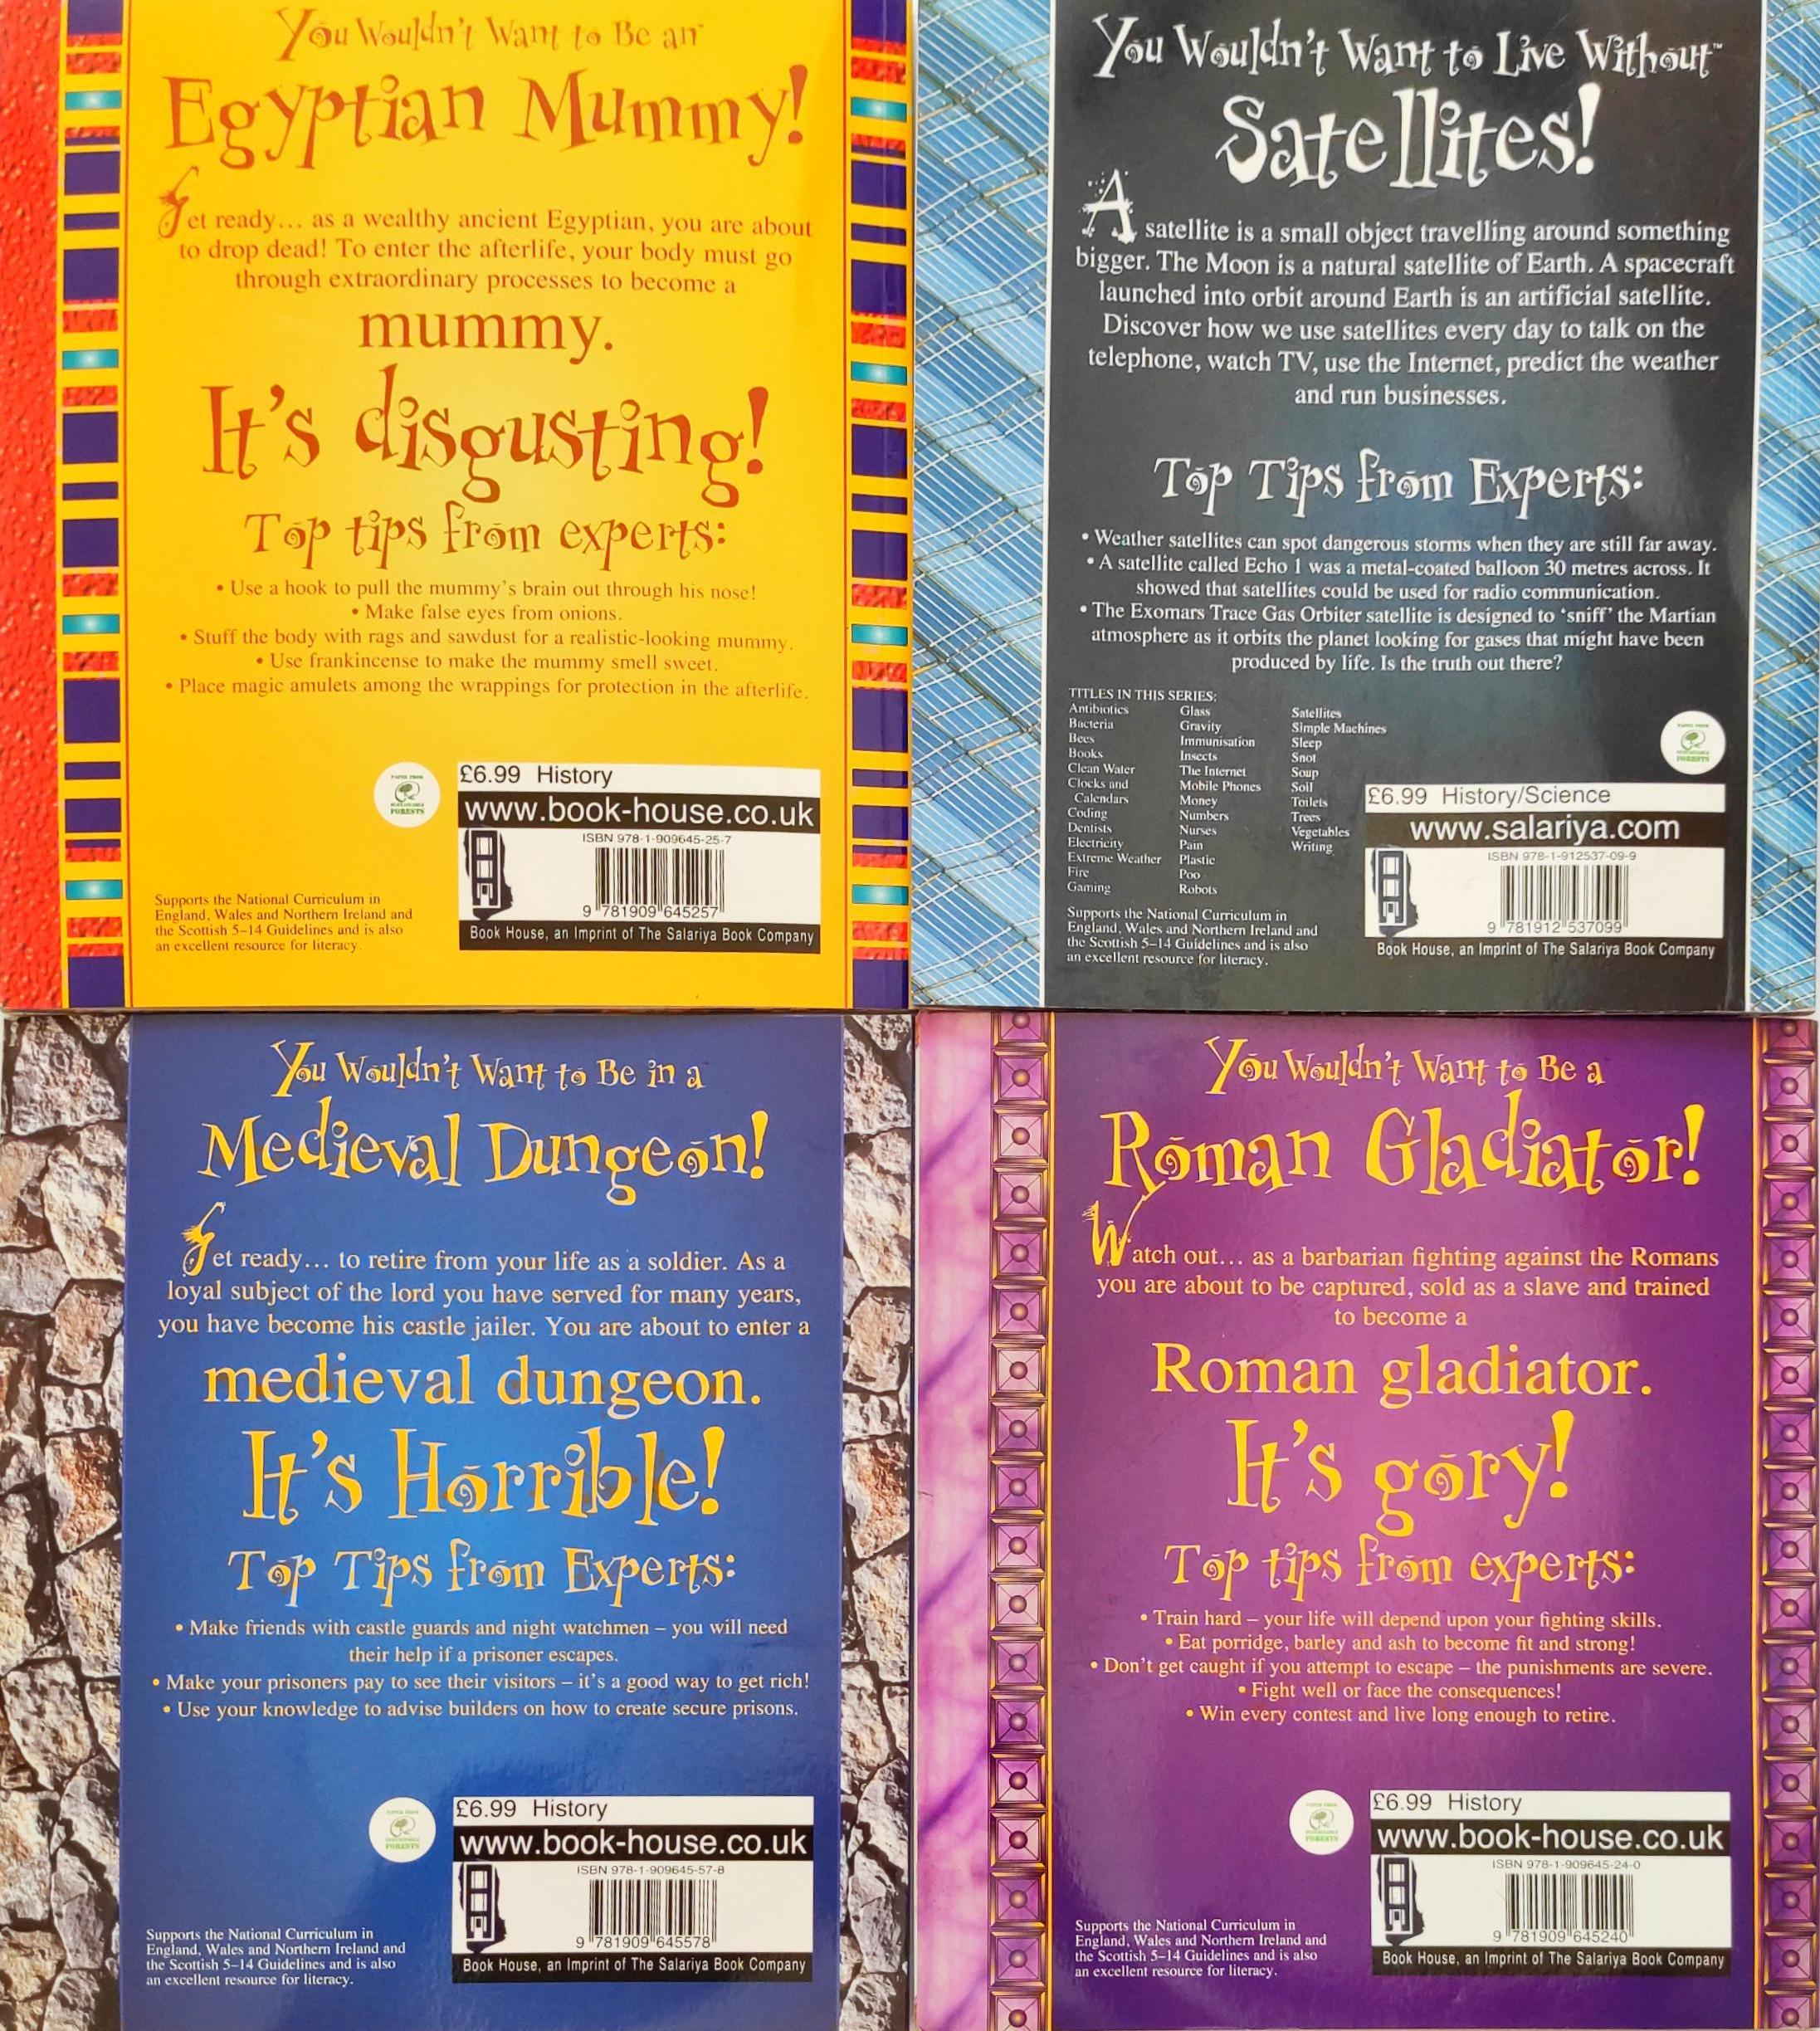 You Wouldn't Want to Be an™
Egyptian Mummy!
Get ready... as a wealthy ancient Egyptian, you are about
to drop dead! To enter the afterlife, your body must go
through extraordinary processes to become a
mummy.
It's disgusting!
Top tips from experts:
• Use a hook to pull the mummy's brain out through his nose!
• Make false eyes from onions.
• Stuff the body with rags and sawdust for a realistic-looking mummy.
• Use frankincense to make the mummy smell sweet.
• Place magic amulets among the wrappings for protection in the afterlife.
PAPER FROM
SUSTAINABLE
FORESTS
£6.99 History
www.book-house.co.uk
ISBN 978-1-909645-25-7
9 781909 645257
Book House, an Imprint of The Salariya Book Company
Supports the National Curriculum in
England, Wales and Northern Ireland and
the Scottish 5–14 Guidelines and is also
an excellent resource for literacy.
You Wouldn't Want to Live Without™
Satellites!
A satellite is a small object travelling around something
bigger. The Moon is a natural satellite of Earth. A spacecraft
launched into orbit around Earth is an artificial satellite.
Discover how we use satellites every day to talk on the
telephone, watch TV, use the Internet, predict the weather
and run businesses.
Top Tips from Experts:
• Weather satellites can spot dangerous storms when they are still far away.
• A satellite called Echo 1 was a metal-coated balloon 30 metres across. It
showed that satellites could be used for radio communication.
• The Exomars Trace Gas Orbiter satellite is designed to 'sniff' the Martian
atmosphere as it orbits the planet looking for gases that might have been
produced by life. Is the truth out there?
TITLES IN THIS SERIES:
Antibiotics
Bacteria
Bees
Books
Clean Water
Clocks and
Calendars
Coding
Dentists
Electricity
Extreme Weather
Fire
Gaming
Glass
Gravity
Immunisation
Insects
The Internet
Mobile Phones
Money
Numbers
Nurses
Pain
Plastic
Poo
Robots
Satellites
Simple Machines
Sleep
Snot
Soup
Soil
Toilets
Trees
Vegetables
Writing
PAPER FROM
SUSTAINABLE
FORESTS
£6.99 History/Science
www.salariya.com
ISBN 978-1-912537-09-9
9 781912 537099
Book House, an Imprint of The Salariya Book Company
Supports the National Curriculum in
England, Wales and Northern Ireland and
the Scottish 5–14 Guidelines and is also
an excellent resource for literacy.
You Wouldn't Want to Be in a
Medieval Dungeon!
Get ready... to retire from your life as a soldier. As a
loyal subject of the lord you have served for many years,
you have become his castle jailer. You are about to enter a
medieval dungeon.
It's Horrible!
Top Tips from Experts:
• Make friends with castle guards and night watchmen – you will need
their help if a prisoner escapes.
• Make your prisoners pay to see their visitors – it's a good way to get rich!
• Use your knowledge to advise builders on how to create secure prisons.
PAPER FROM
SUSTAINABLE
FORESTS
£6.99 History
www.book-house.co.uk
ISBN 978-1-909645-57-8
9 781909 645578
Book House, an Imprint of The Salariya Book Company
Supports the National Curriculum in
England, Wales and Northern Ireland and
the Scottish 5–14 Guidelines and is also
an excellent resource for literacy.
You Wouldn't Want to Be a
Roman Gladiator!
Watch out... as a barbarian fighting against the Romans
you are about to be captured, sold as a slave and trained
to become a
Roman gladiator.
It's gory!
Top tips from experts:
• Train hard – your life will depend upon your fighting skills.
• Eat porridge, barley and ash to become fit and strong!
• Don't get caught if you attempt to escape – the punishments are severe.
• Fight well or face the consequences!
• Win every contest and live long enough to retire.
PAPER FROM
SUSTAINABLE
FORESTS
£6.99 History
www.book-house.co.uk
ISBN 978-1-909645-24-0
9 781909 645240
Book House, an Imprint of The Salariya Book Company
Supports the National Curriculum in
England, Wales and Northern Ireland and
the Scottish 5–14 Guidelines and is also
an excellent resource for literacy.